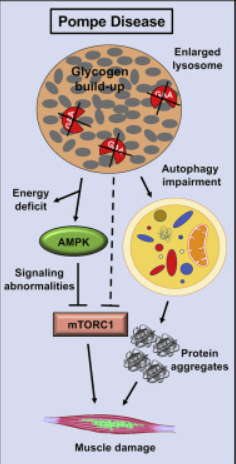 Pompe Disease
Enlarged
lysosome
Glycogen
build-up
GAA
GAA
GAA
Autophagy
impairment
Energy
deficit
AMPK
Signaling
abnormalities
mTORC1
Protein
aggregates
Muscle damage